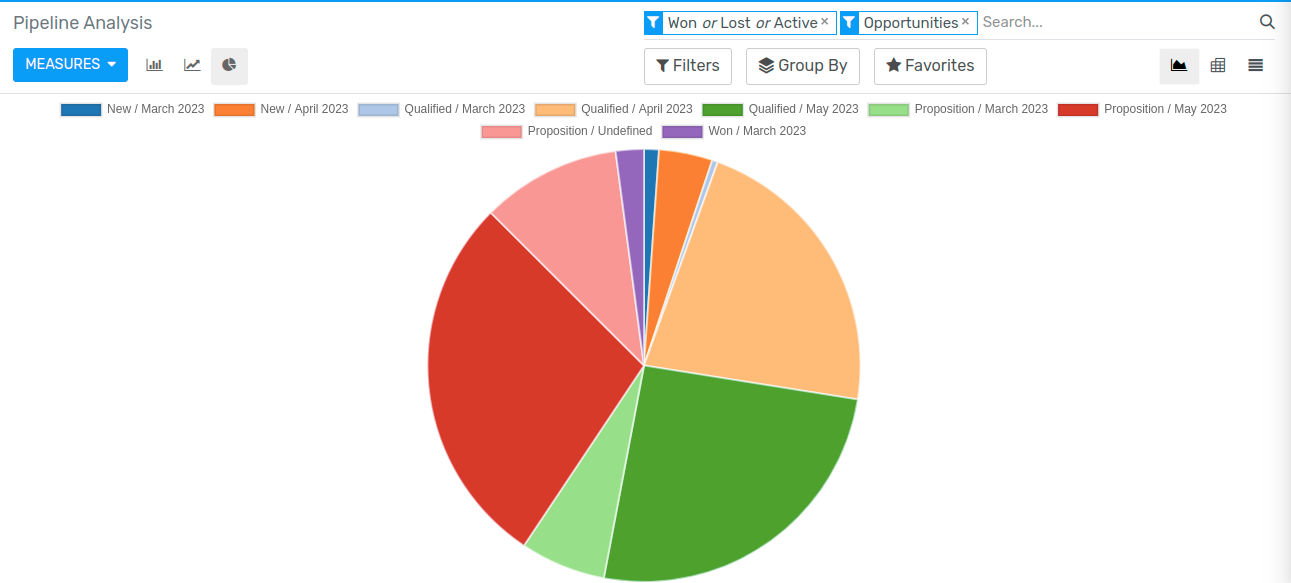 Pipeline Analysis
Won or Lost or Active × Opportunities × Search...
MEASURES
Filters Group By Favorites
New / March 2023 New / April 2023 Qualified / March 2023 Qualified / April 2023 Qualified / May 2023 Proposition / March 2023 Proposition / May 2023
Proposition / Undefined Won / March 2023